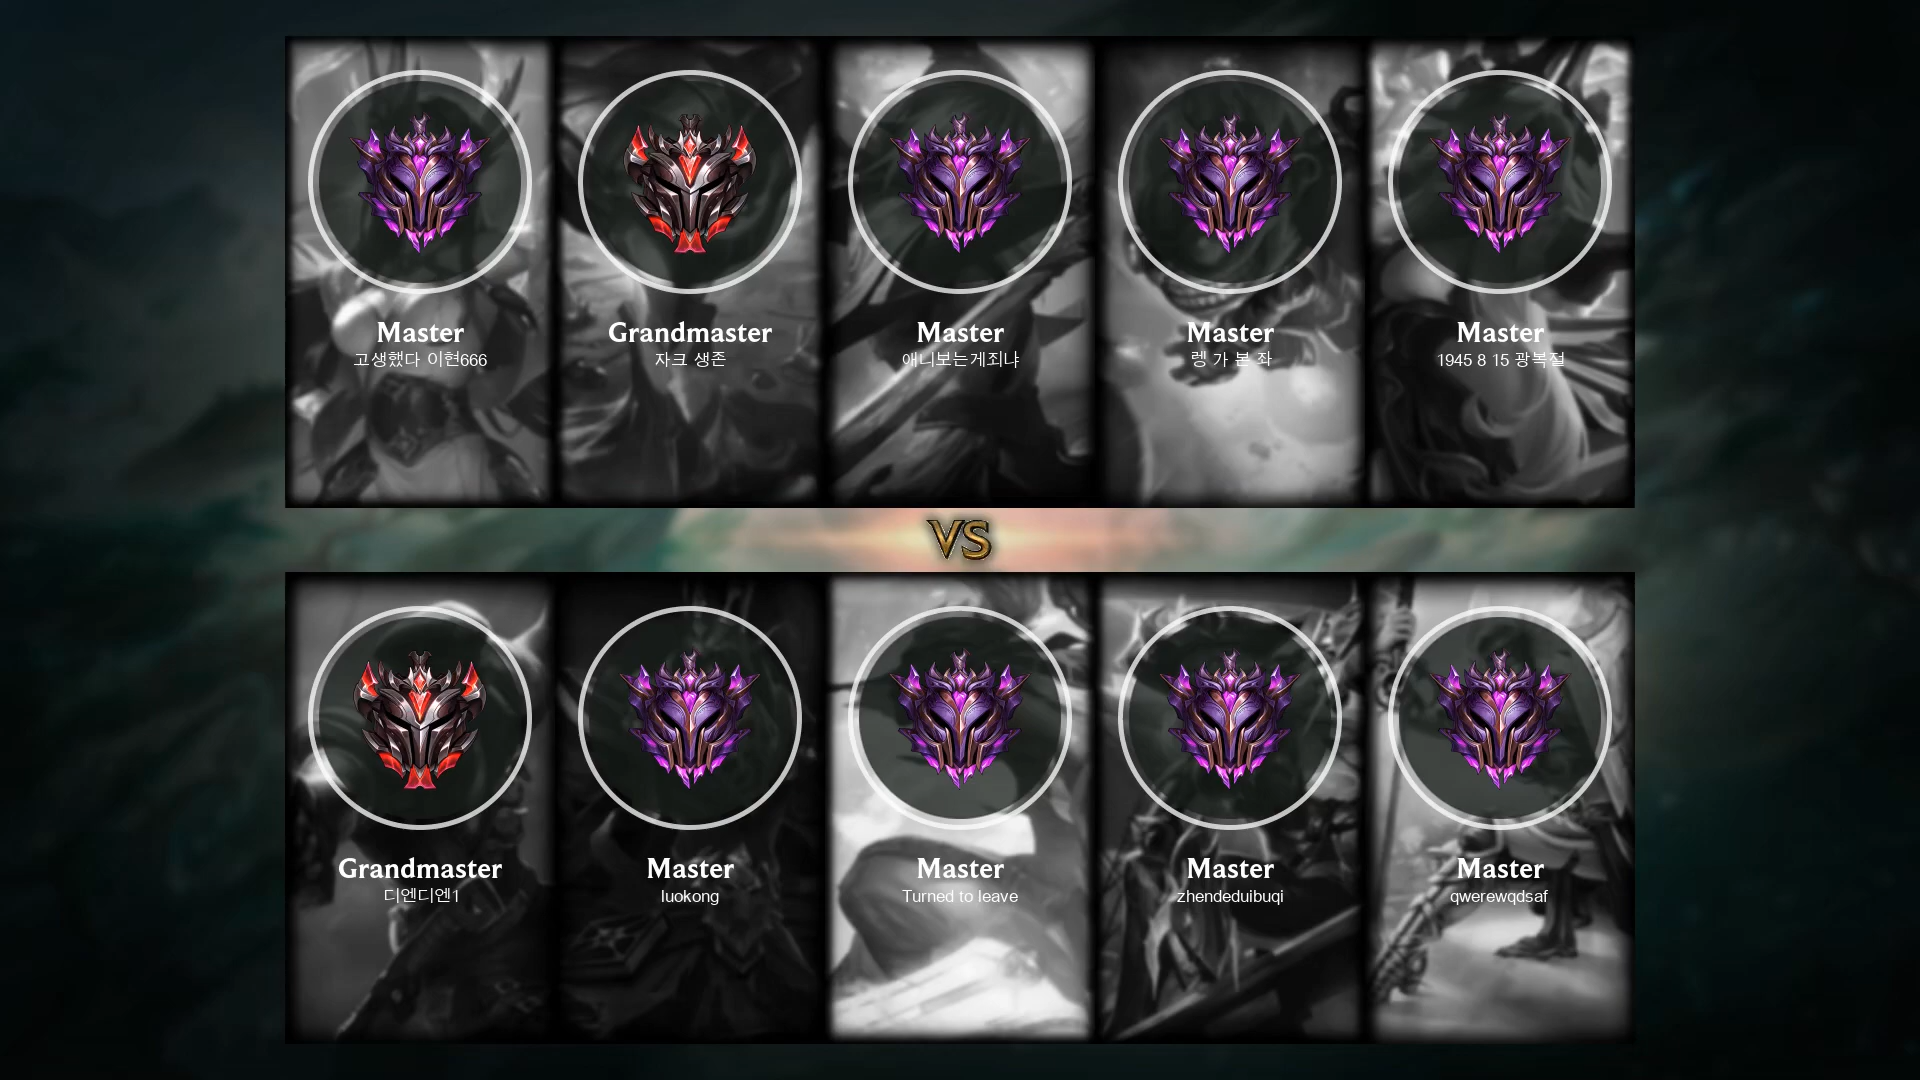 Master
고생했다 이현666
Grandmaster
자크 생존
Master
애니보는게죄냐
Master
렝 가 본 좌
Master
1945 8 15 광복절
VS
Grandmaster
디엔디엔1
Master
luokong
Master
Turned to leave
Master
zhendeduibuqi
Master
qwerewqdsaf